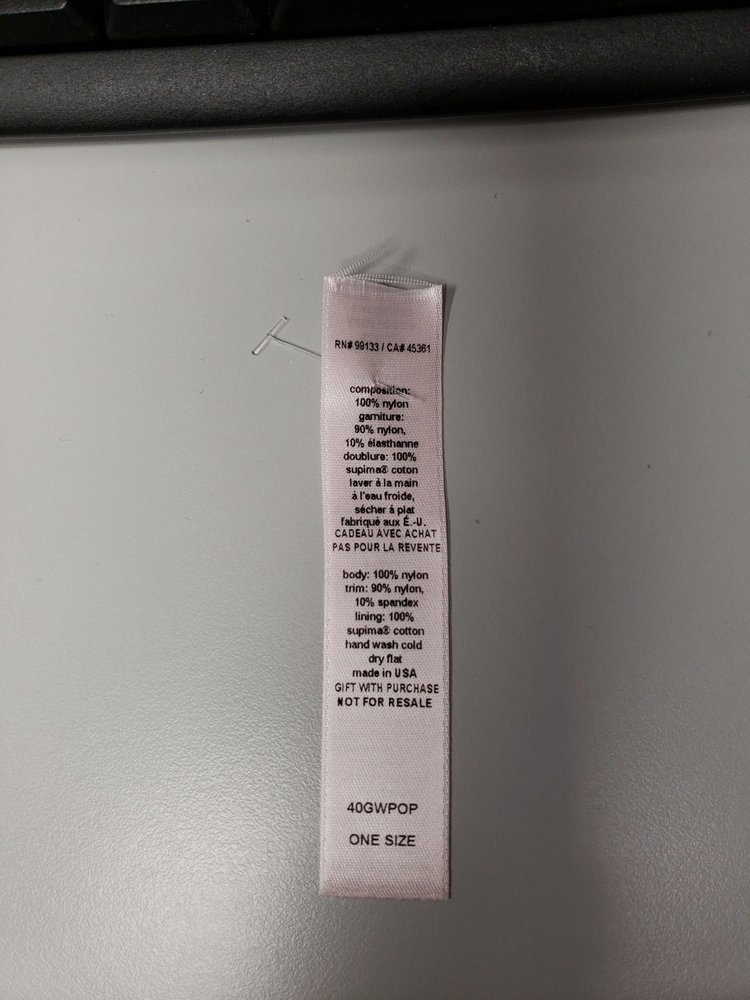 RN# 99133 / CA# 45361
composition:
100% nylon
garniture:
90% nylon,
10% élasthanne
doublure: 100%
supima® coton
laver à la main
à l'eau froide,
sécher à plat
fabriqué aux É.-U.
CADEAU AVEC ACHAT
PAS POUR LA REVENTE
body: 100% nylon
trim: 90% nylon,
10% spandex
lining: 100%
supima® cotton
hand wash cold
dry flat
made in USA
GIFT WITH PURCHASE
NOT FOR RESALE
40GWPOP
ONE SIZE